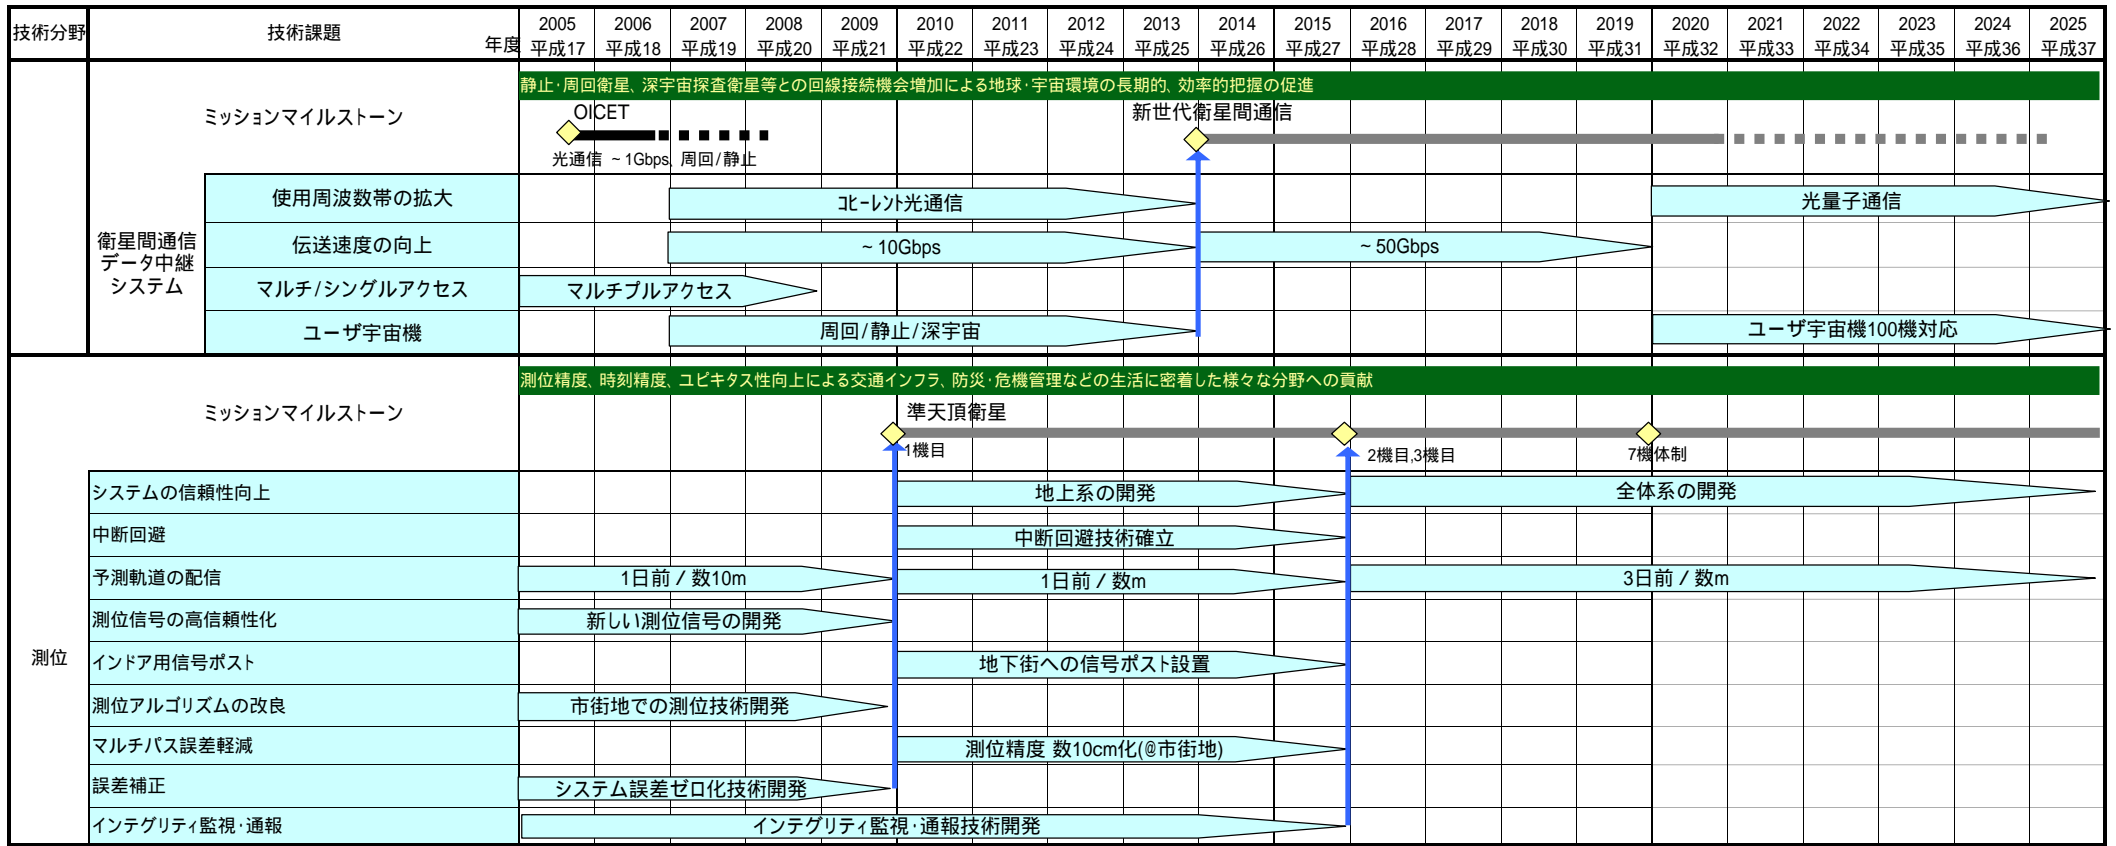 技術分野
技術課題
年度
2005 2006 2007 2008 2009 2010 2011 2012 2013 2014 2015 2016 2017 2018 2019 2020 2021 2022 2023 2024 2025
平成17 平成18 平成19 平成20 平成21 平成22 平成23 平成24 平成25 平成26 平成27 平成28 平成29 平成30 平成31 平成32 平成33 平成34 平成35 平成36 平成37
静止・周回衛星、深宇宙探査衛星等との回線接続機会増加による地球・宇宙環境の長期的、効率的把握の促進
ミッションマイルストーン
OICET
新世代衛星間通信
光通信 ~1Gbps、周回/静止
衛星間通信
データ中継
システム
使用周波数帯の拡大
コヒーレント光通信
光量子通信
伝送速度の向上
~10Gbps
~50Gbps
マルチ/シングルアクセス
マルチプルアクセス
ユーザ宇宙機
周回/静止/深宇宙
ユーザ宇宙機100機対応
測位精度、時刻精度、ユビキタス性向上による交通インフラ、防災・危機管理などの生活に密着した様々な分野への貢献
ミッションマイルストーン
準天頂衛星
1機目
2機目,3機目
7機体制
測位
システムの信頼性向上
地上系の開発
全体系の開発
中断回避
中断回避技術確立
予測軌道の配信
1日前/数10m
1日前/数m
3日前/数m
測位信号の高信頼性化
新しい測位信号の開発
インドア用信号ポスト
地下街への信号ポスト設置
測位アルゴリズムの改良
市街地での測位技術開発
マルチパス誤差軽減
測位精度 数10cm化(@市街地)
誤差補正
システム誤差ゼロ化技術開発
インテグリティ監視・通報
インテグリティ監視・通報技術開発